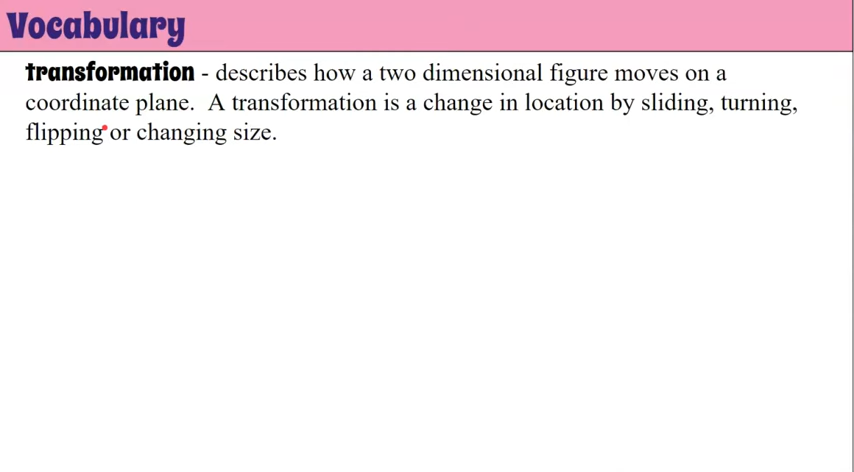 Vocabulary
transformation - describes how a two dimensional figure moves on a
coordinate plane.  A transformation is a change in location by sliding, turning,
flipping or changing size.